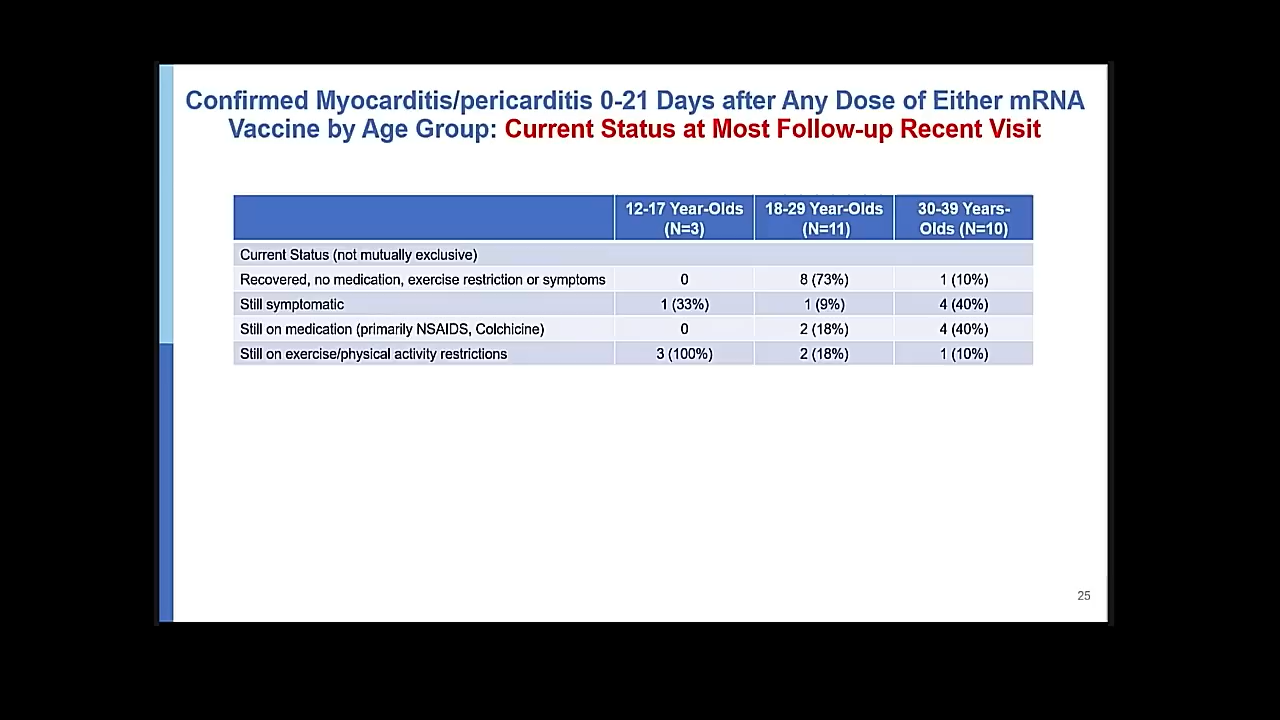 Confirmed Myocarditis/pericarditis 0-21 Days after Any Dose of Either mRNA
Vaccine by Age Group: Current Status at Most Follow-up Recent Visit
12-17 Year-Olds (N=3) 18-29 Year-Olds (N=11) 30-39 Years-Olds (N=10)
Current Status (not mutually exclusive)
Recovered, no medication, exercise restriction or symptoms 0 8 (73%) 1 (10%)
Still symptomatic 1 (33%) 1 (9%) 4 (40%)
Still on medication (primarily NSAIDS, Colchicine) 0 2 (18%) 4 (40%)
Still on exercise/physical activity restrictions 3 (100%) 2 (18%) 1 (10%)
25